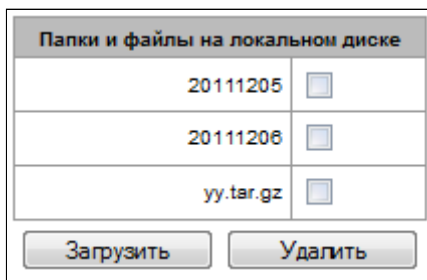 Папки и файлы на локальном диске
20111205
20111206
yy.tar.gz
Загрузить Удалить